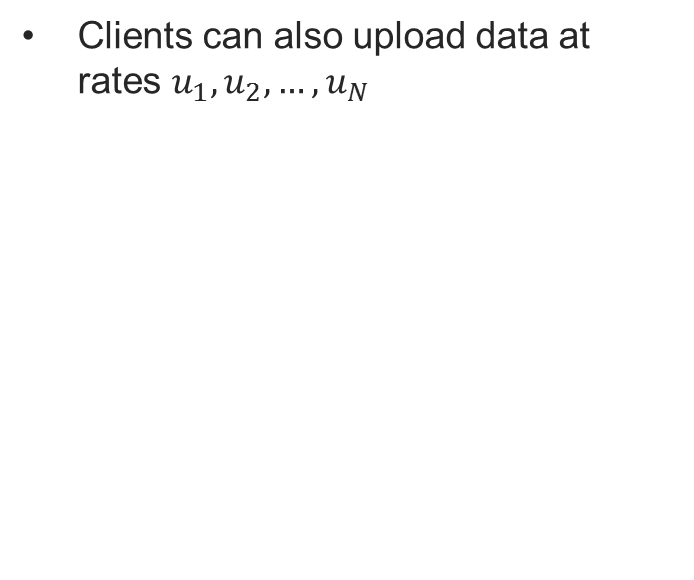 • Clients can also upload data at
rates 𝑢₁, 𝑢₂, … , 𝑢_N